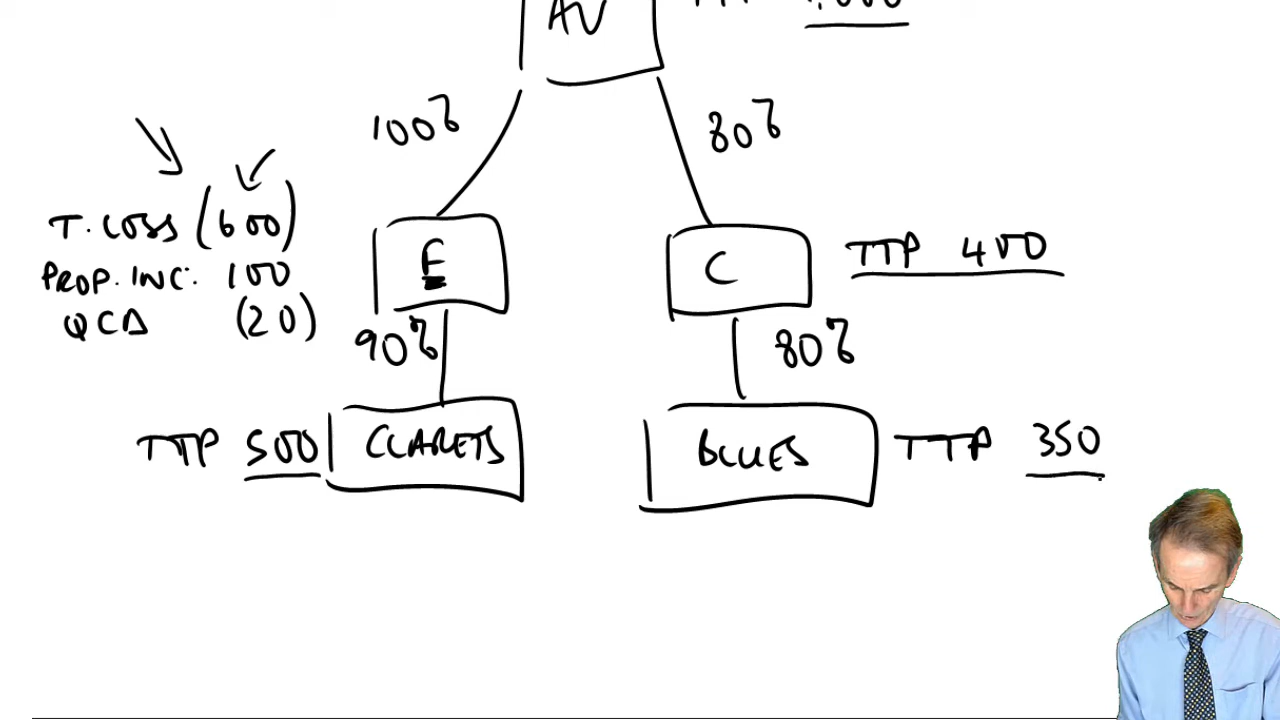 AV
100%
80%
T. LOSS (600)
PROP. INC. 100
QCD (20)
E
C
TTP 400
90%
80%
TTP 500
CLARETS
BLUES
TTP 350